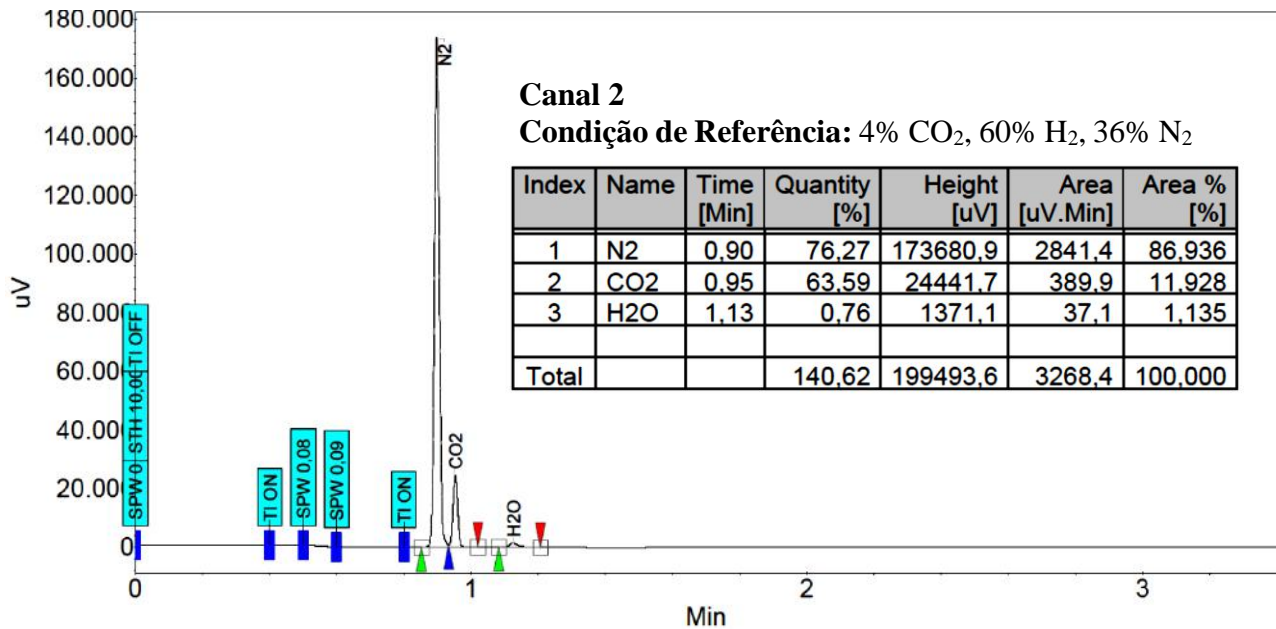 180.000
160.000
140.000
120.000
100.000
80.000
60.000
40.000
20.000
0
uV
Canal 2
Condição de Referência: 4% CO₂, 60% H₂, 36% N₂
Index Name Time [Min] Quantity [%] Height [uV] Area [uV.Min] Area % [%]
1 N2 0,90 76,27 173680,9 2841,4 86,936
2 CO2 0,95 63,59 24441,7 389,9 11,928
3 H2O 1,13 0,76 1371,1 37,1 1,135
Total 140,62 199493,6 3268,4 100,000
SPW 0 STH 10,00 TI OFF
TI ON
SPW 0,08
SPW 0,09
TI ON
N2
CO2
H2O
0 1 2 3
Min